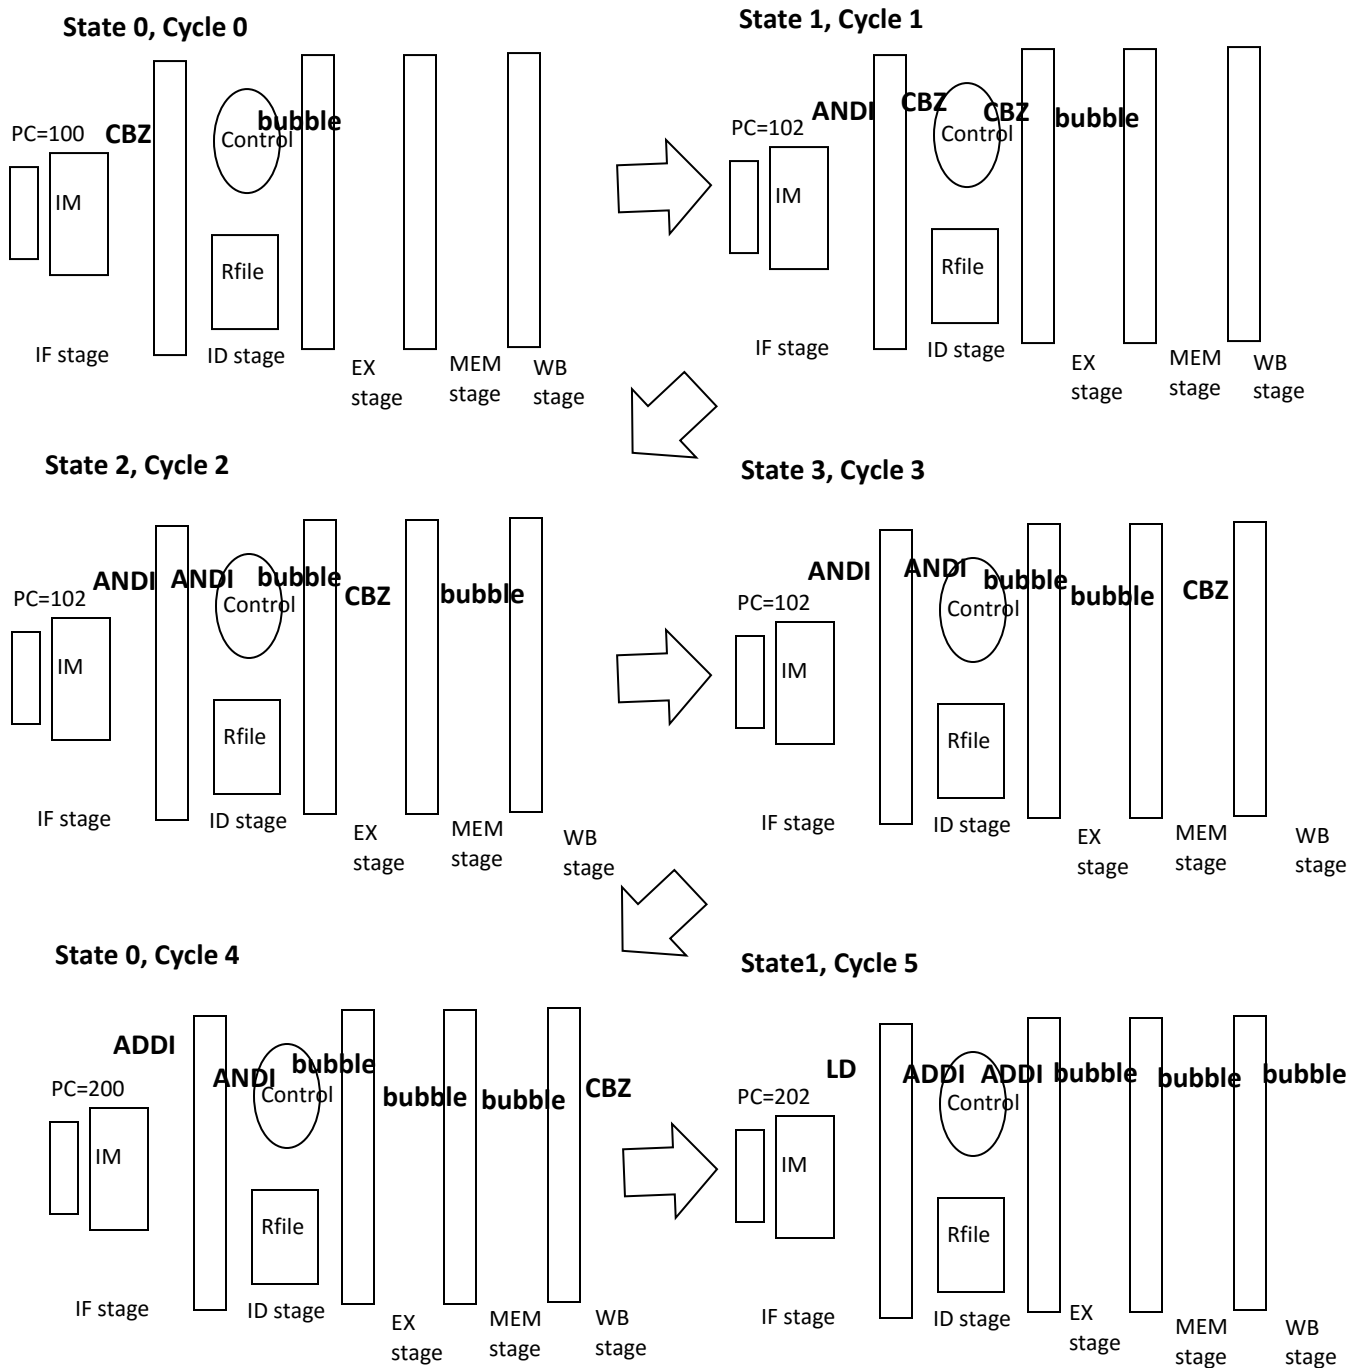 State 0, Cycle 0
PC=100
CBZ
bubble
Control
IM
Rfile
IF stage
ID stage
EX
stage
MEM
stage
WB
stage
State 1, Cycle 1
PC=102
ANDI
CBZ
CBZ
bubble
Control
IM
Rfile
IF stage
ID stage
EX
stage
MEM
stage
WB
stage
State 2, Cycle 2
PC=102
ANDI
ANDI
bubble
CBZ
bubble
Control
IM
Rfile
IF stage
ID stage
EX
stage
MEM
stage
WB
stage
State 3, Cycle 3
PC=102
ANDI
ANDI
bubble
bubble
CBZ
Control
IM
Rfile
IF stage
ID stage
EX
stage
MEM
stage
WB
stage
State 0, Cycle 4
ADDI
PC=200
ANDI
bubble
bubble
bubble
CBZ
Control
IM
Rfile
IF stage
ID stage
EX
stage
MEM
stage
WB
stage
State1, Cycle 5
LD
PC=202
ADDI
ADDI
bubble
bubble
bubble
Control
IM
Rfile
IF stage
ID stage
EX
stage
MEM
stage
WB
stage